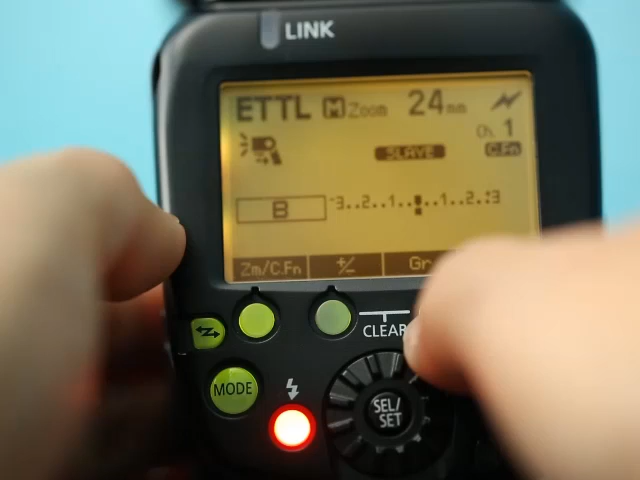 LINK
ETTL M Zoom 24mm
Ch. 1
SLAVE C.Fn
B -3..2..1..0..1..2..:3
Zm/C.Fn +/- Gr
CLEAR
MODE
SEL/
SET